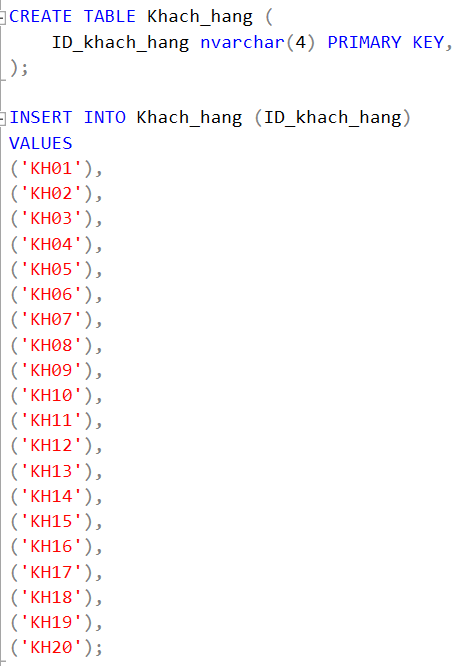 CREATE TABLE Khach_hang (
    ID_khach_hang nvarchar(4) PRIMARY KEY,
);
INSERT INTO Khach_hang (ID_khach_hang)
VALUES
('KH01'),
('KH02'),
('KH03'),
('KH04'),
('KH05'),
('KH06'),
('KH07'),
('KH08'),
('KH09'),
('KH10'),
('KH11'),
('KH12'),
('KH13'),
('KH14'),
('KH15'),
('KH16'),
('KH17'),
('KH18'),
('KH19'),
('KH20');